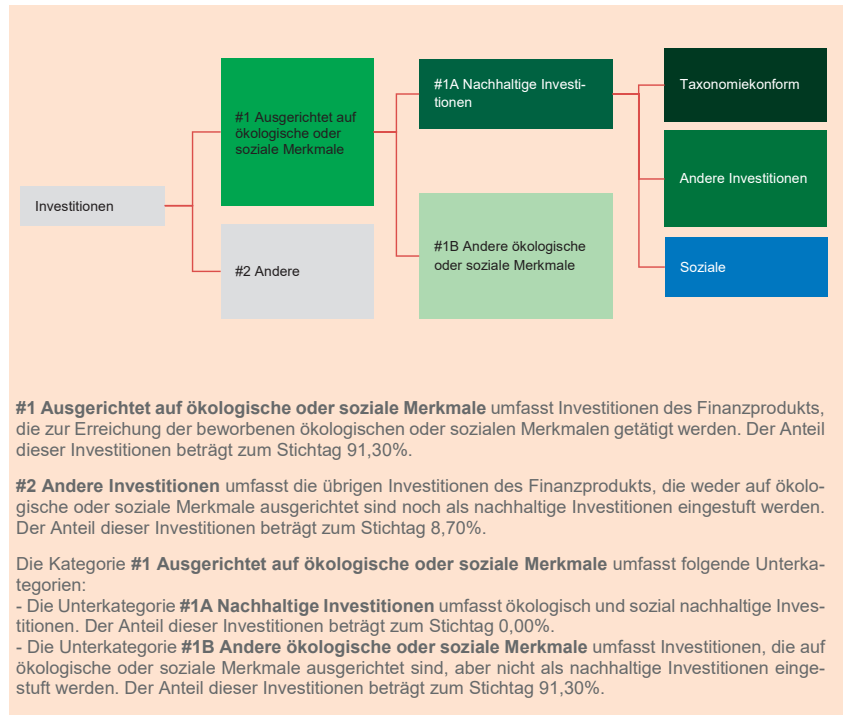 Investitionen
#1 Ausgerichtet auf
ökologische oder
soziale Merkmale
#2 Andere
#1A Nachhaltige Investi-
tionen
#1B Andere ökologische
oder soziale Merkmale
Taxonomiekonform
Andere Investitionen
Soziale
#1 Ausgerichtet auf ökologische oder soziale Merkmale umfasst Investitionen des Finanzprodukts,
die zur Erreichung der beworbenen ökologischen oder sozialen Merkmalen getätigt werden. Der Anteil
dieser Investitionen beträgt zum Stichtag 91,30%.
#2 Andere Investitionen umfasst die übrigen Investitionen des Finanzprodukts, die weder auf ökolo-
gische oder soziale Merkmale ausgerichtet sind noch als nachhaltige Investitionen eingestuft werden.
Der Anteil dieser Investitionen beträgt zum Stichtag 8,70%.
Die Kategorie #1 Ausgerichtet auf ökologische oder soziale Merkmale umfasst folgende Unterka-
tegorien:
- Die Unterkategorie #1A Nachhaltige Investitionen umfasst ökologisch und sozial nachhaltige Inves-
titionen. Der Anteil dieser Investitionen beträgt zum Stichtag 0,00%.
- Die Unterkategorie #1B Andere ökologische oder soziale Merkmale umfasst Investitionen, die auf
ökologische oder soziale Merkmale ausgerichtet sind, aber nicht als nachhaltige Investitionen einge-
stuft werden. Der Anteil dieser Investitionen beträgt zum Stichtag 91,30%.